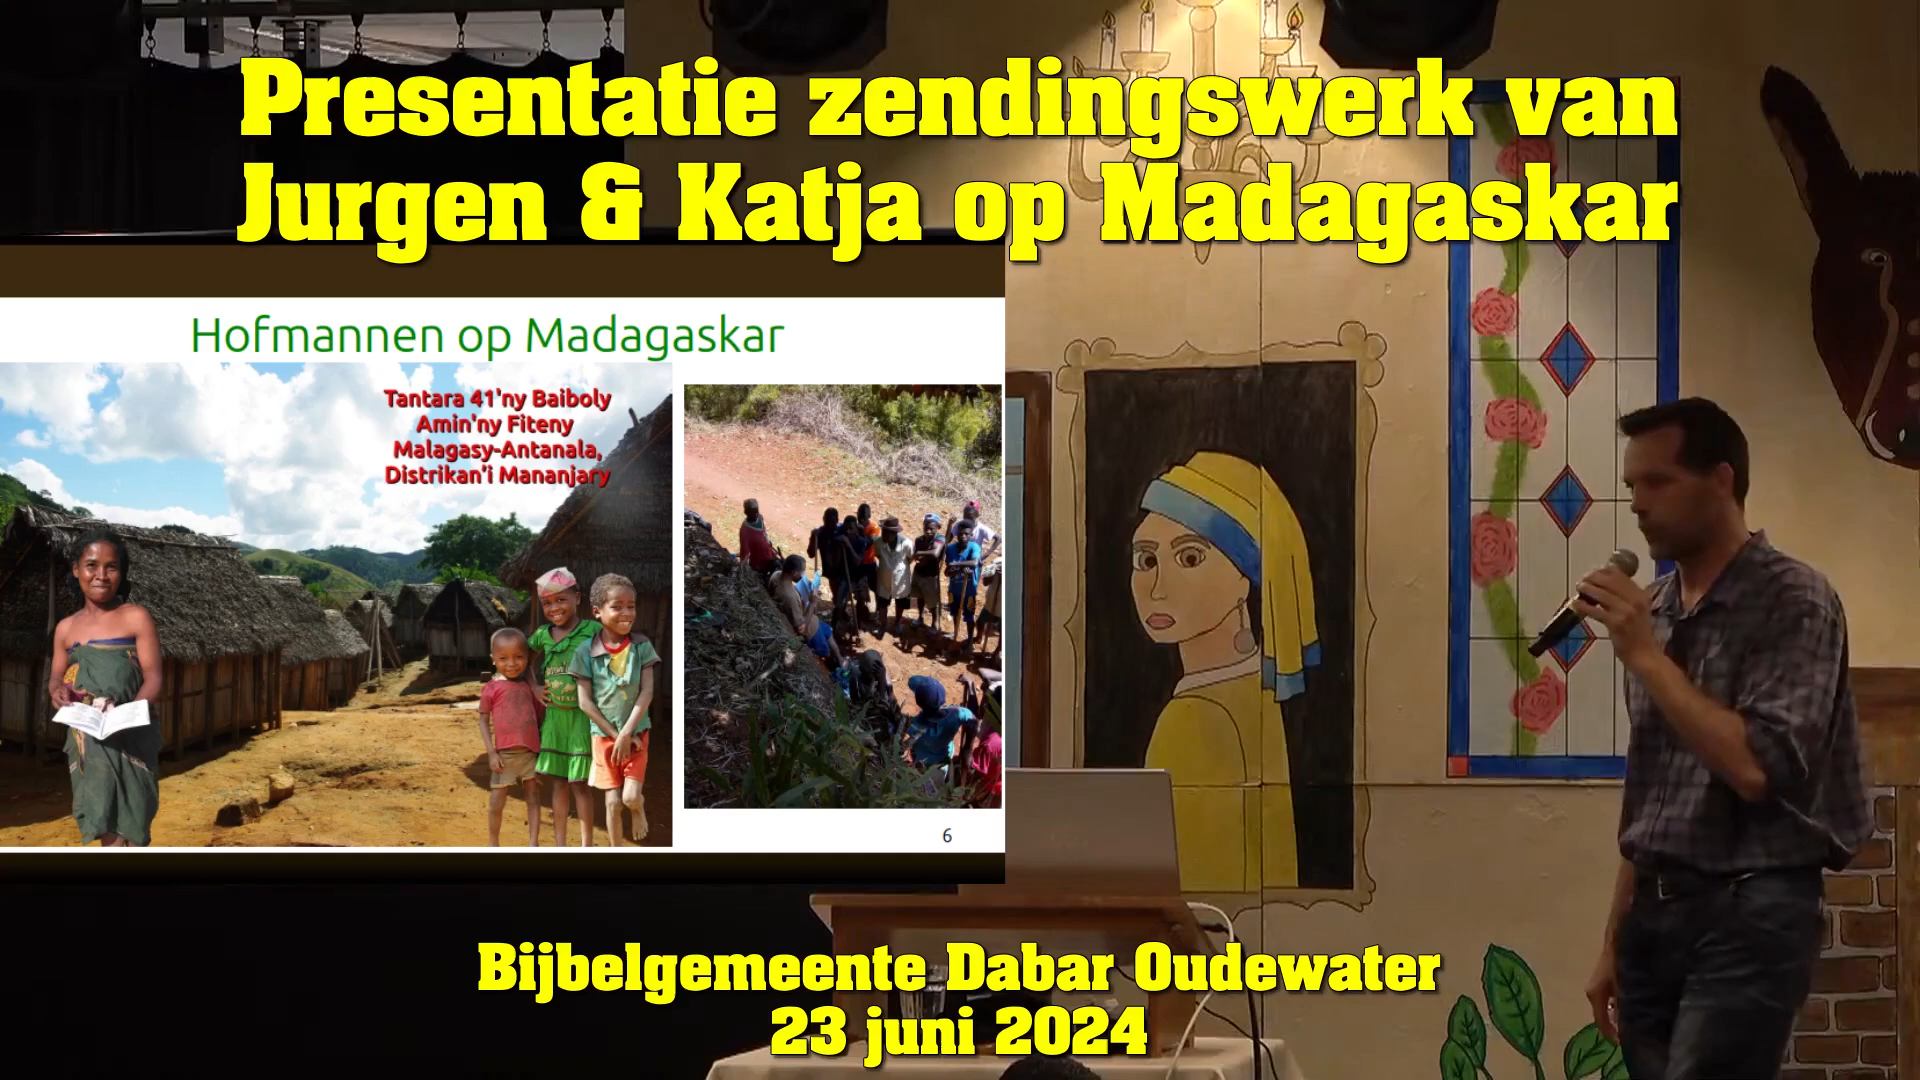 Presentatie zendingswerk van
Jurgen & Katja op Madagaskar
Hofmannen op Madagaskar
Tantara 41'ny Baiboly
Amin'ny Fiteny
Malagasy-Antanala,
Distrikan'i Mananjary
6
Bijbelgemeente Dabar Oudewater
23 juni 2024